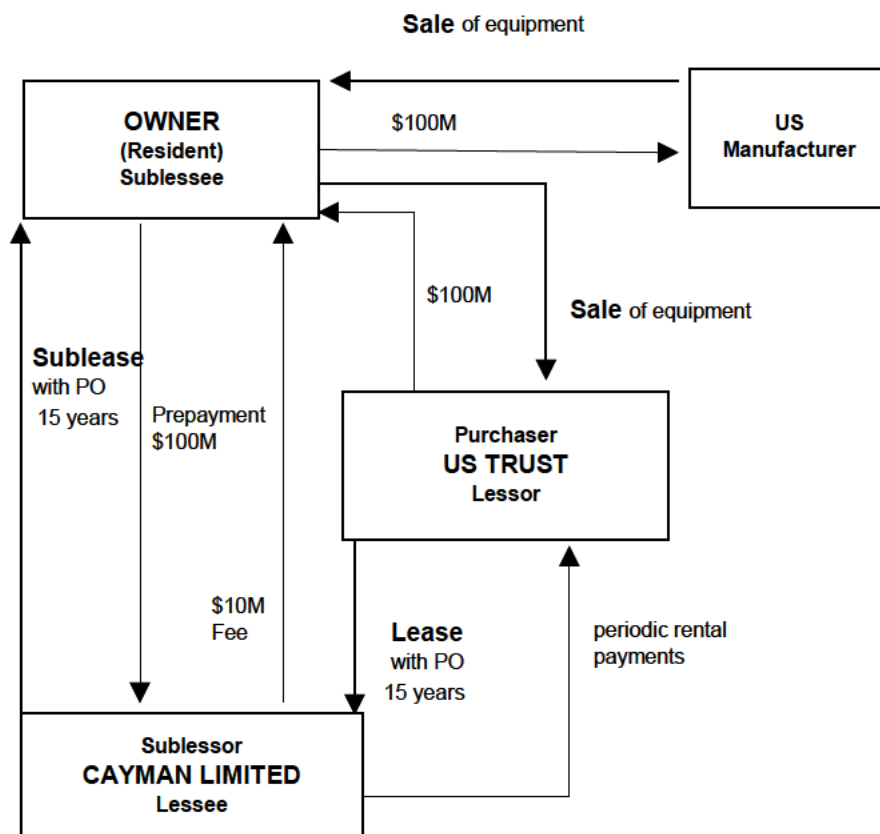 Sale of equipment
OWNER
(Resident)
Sublessee
$100M
US
Manufacturer
$100M
Sale of equipment
Sublease
with PO
15 years
Prepayment
$100M
Purchaser
US TRUST
Lessor
$10M
Fee
Lease
with PO
15 years
periodic rental
payments
Sublessor
CAYMAN LIMITED
Lessee